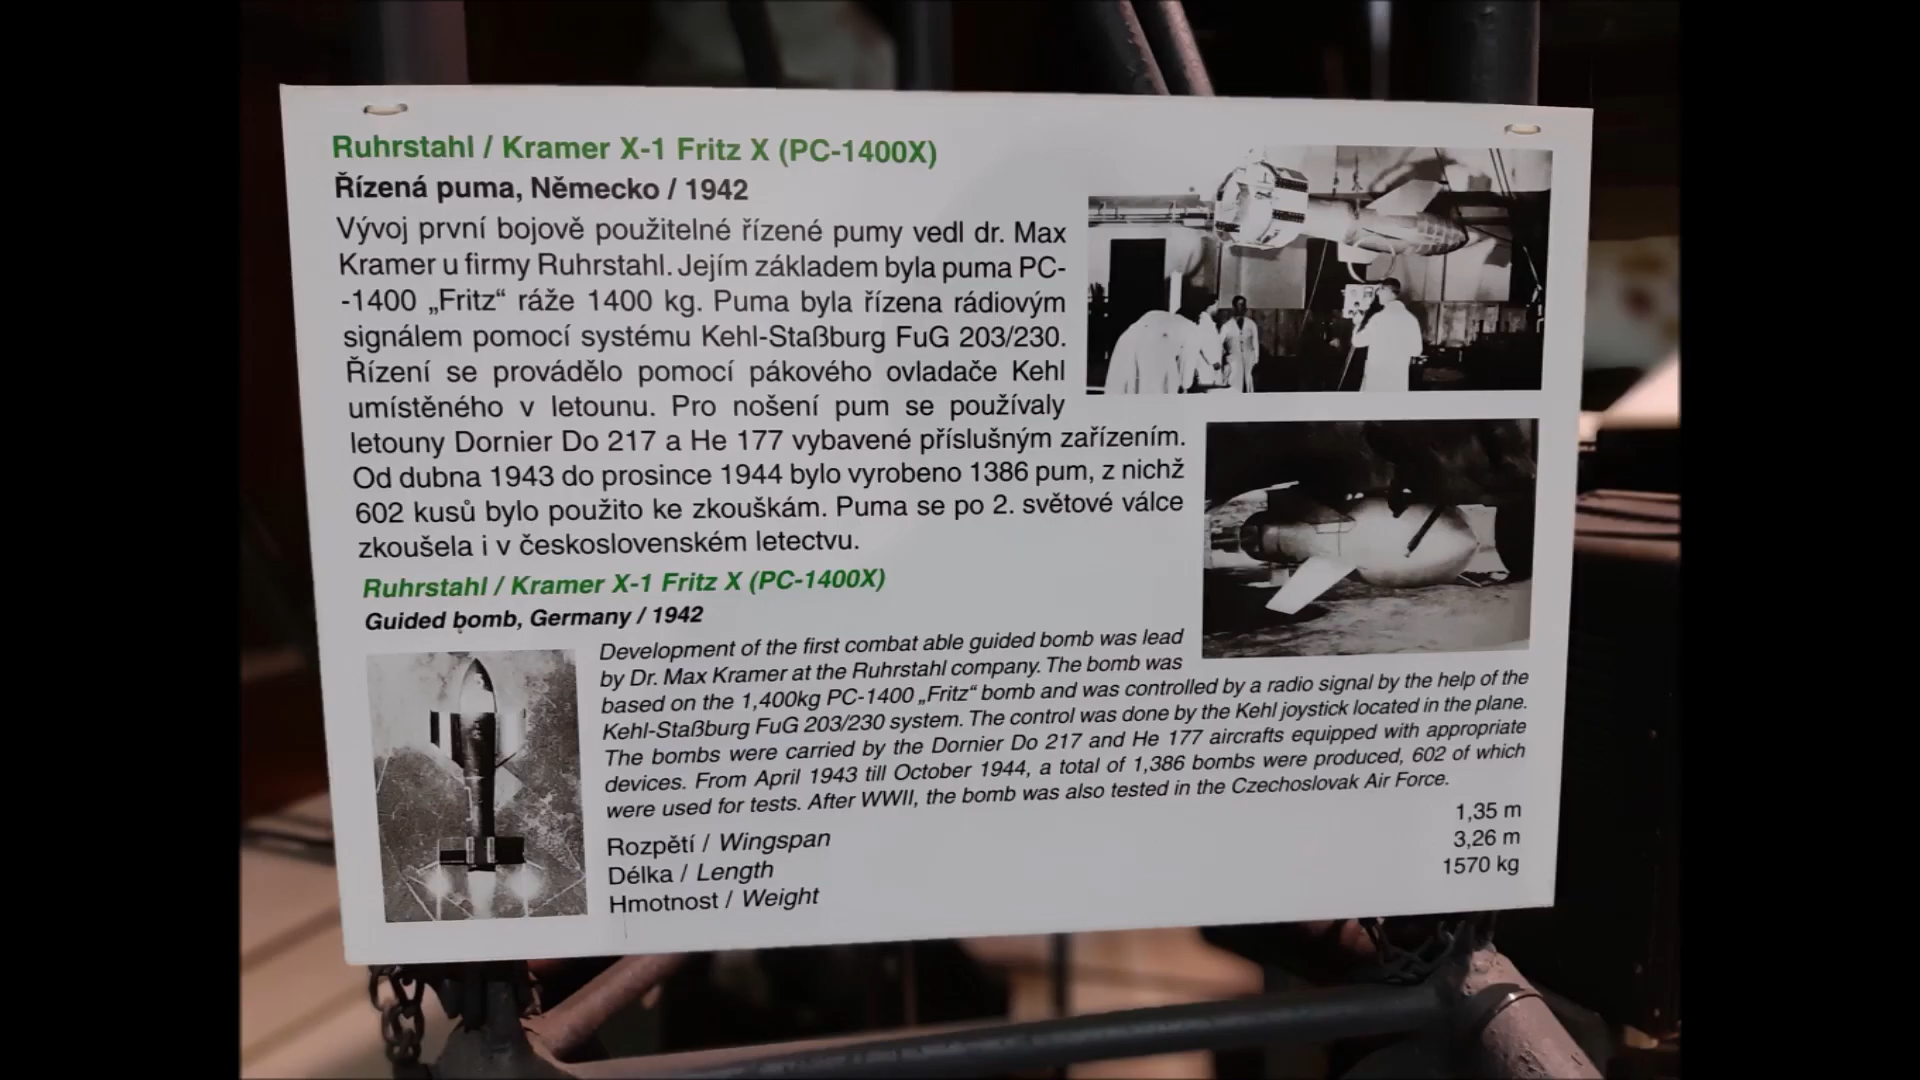 Ruhrstahl / Kramer X-1 Fritz X (PC-1400X)
Řízená puma, Německo / 1942
Vývoj první bojově použitelné řízené pumy vedl dr. Max
Kramer u firmy Ruhrstahl. Jejím základem byla puma PC-
-1400 „Fritz“ ráže 1400 kg. Puma byla řízena rádiovým
signálem pomocí systému Kehl-Staßburg FuG 203/230.
Řízení se provádělo pomocí pákového ovladače Kehl
umístěného v letounu. Pro nošení pum se používaly
letouny Dornier Do 217 a He 177 vybavené příslušným zařízením.
Od dubna 1943 do prosince 1944 bylo vyrobeno 1386 pum, z nichž
602 kusů bylo použito ke zkouškám. Puma se po 2. světové válce
zkoušela i v československém letectvu.
Ruhrstahl / Kramer X-1 Fritz X (PC-1400X)
Guided bomb, Germany / 1942
Development of the first combat able guided bomb was lead
by Dr. Max Kramer at the Ruhrstahl company. The bomb was
based on the 1,400kg PC-1400 „Fritz“ bomb and was controlled by a radio signal by the help of the
Kehl-Staßburg FuG 203/230 system. The control was done by the Kehl joystick located in the plane.
The bombs were carried by the Dornier Do 217 and He 177 aircrafts equipped with appropriate
devices. From April 1943 till October 1944, a total of 1,386 bombs were produced, 602 of which
were used for tests. After WWII, the bomb was also tested in the Czechoslovak Air Force.
Rozpětí / Wingspan 1,35 m
Délka / Length 3,26 m
Hmotnost / Weight 1570 kg